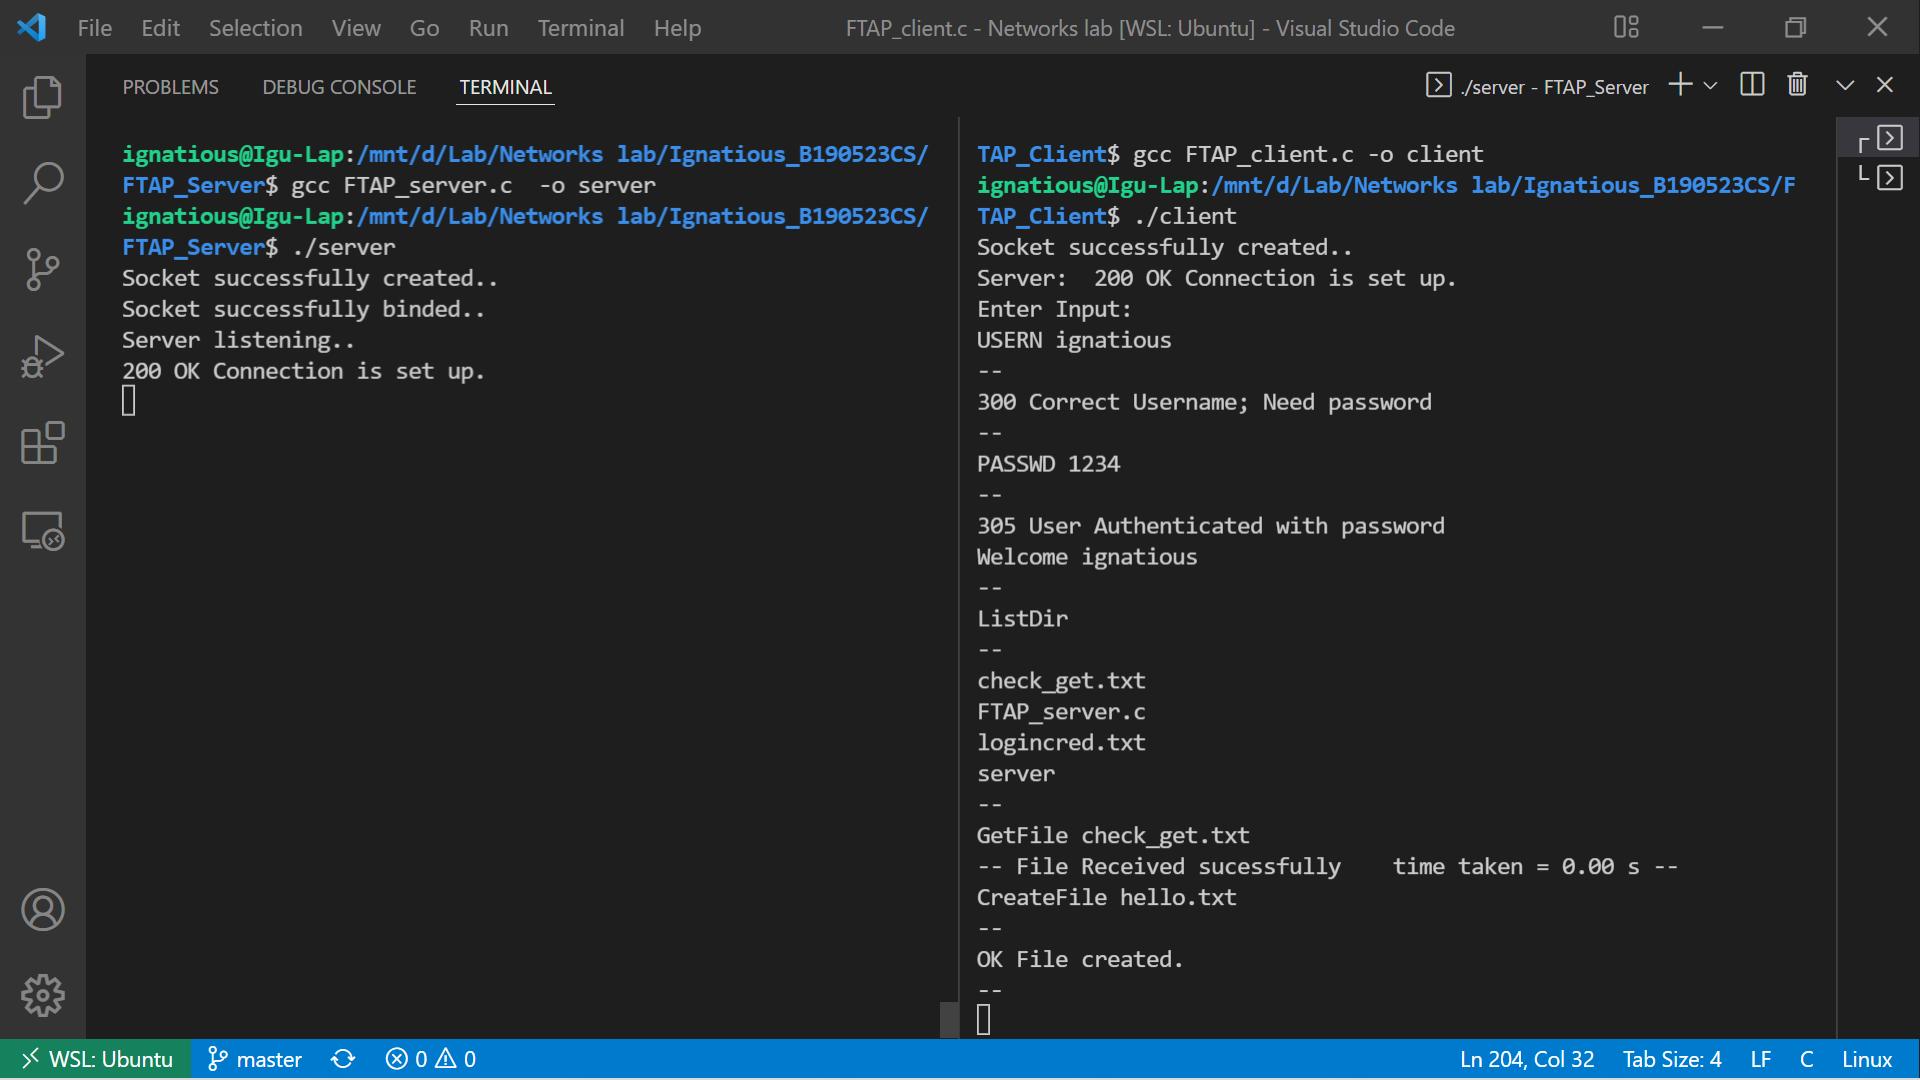 File Edit Selection View Go Run Terminal Help FTAP_client.c - Networks lab [WSL: Ubuntu] - Visual Studio Code
PROBLEMS DEBUG CONSOLE TERMINAL ./server - FTAP_Server
ignatious@Igu-Lap:/mnt/d/Lab/Networks lab/Ignatious_B190523CS/
FTAP_Server$ gcc FTAP_server.c  -o server
ignatious@Igu-Lap:/mnt/d/Lab/Networks lab/Ignatious_B190523CS/
FTAP_Server$ ./server
Socket successfully created..
Socket successfully binded..
Server listening..
200 OK Connection is set up.
TAP_Client$ gcc FTAP_client.c -o client
ignatious@Igu-Lap:/mnt/d/Lab/Networks lab/Ignatious_B190523CS/F
TAP_Client$ ./client
Socket successfully created..
Server:  200 OK Connection is set up.
Enter Input:
USERN ignatious
--
300 Correct Username; Need password
--
PASSWD 1234
--
305 User Authenticated with password
Welcome ignatious
--
ListDir
--
check_get.txt
FTAP_server.c
logincred.txt
server
--
GetFile check_get.txt
-- File Received sucessfully    time taken = 0.00 s --
CreateFile hello.txt
--
OK File created.
--
WSL: Ubuntu master 0 0 Ln 204, Col 32 Tab Size: 4 LF C Linux